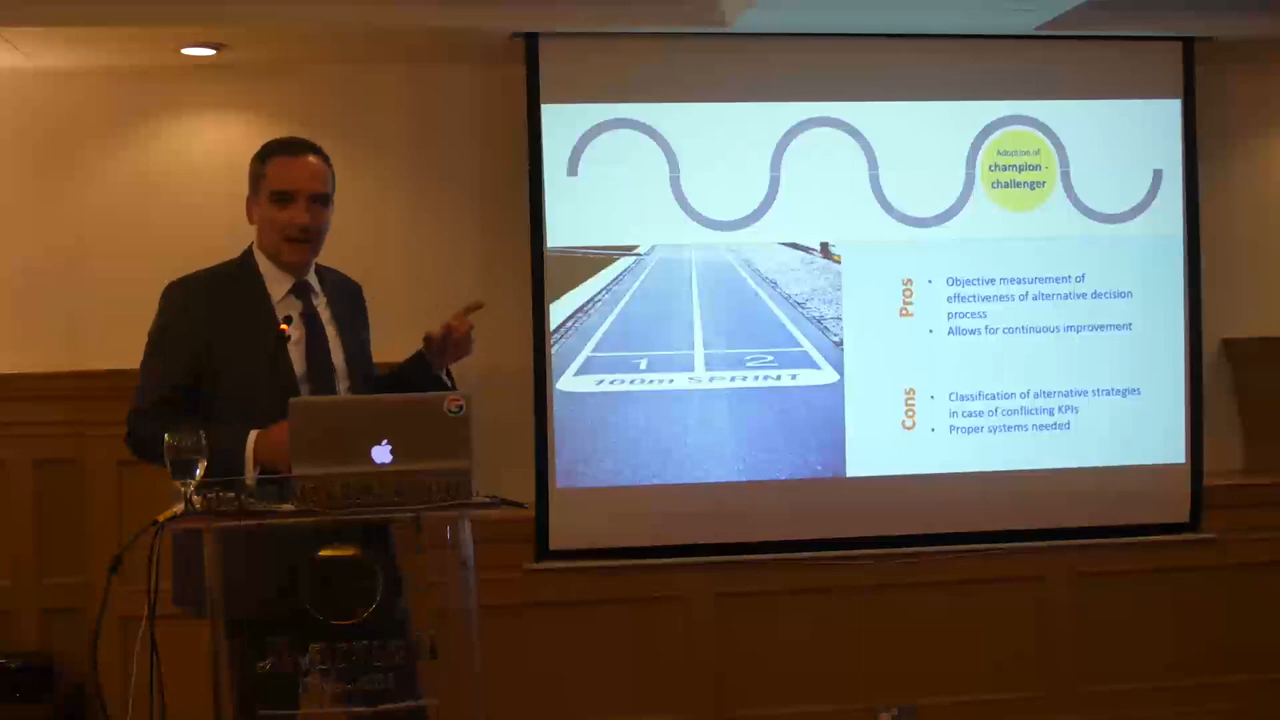 Adoption of
champion -
challenger
Pros
• Objective measurement of
effectiveness of alternative decision
process
• Allows for continuous improvement
1 2
100m SPRINT
Cons
• Classification of alternative strategies
in case of conflicting KPIs
• Proper systems needed
G